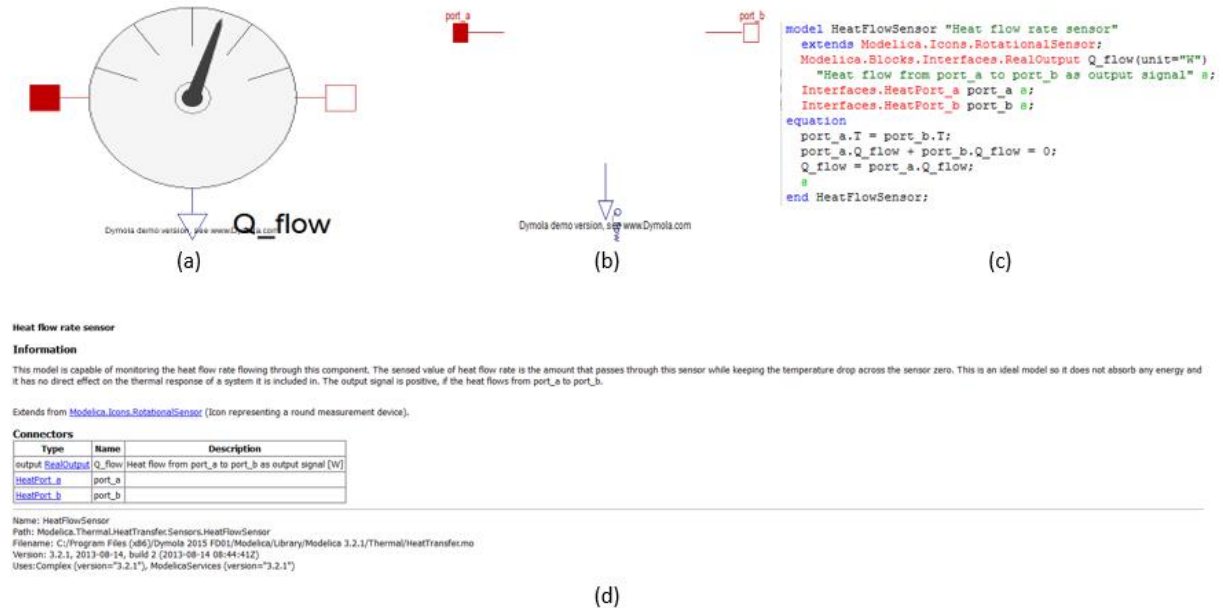 Q_flow
Dymola demo version, see www.Dymola.com
(a)
port_a
port_b
Q_flow
Dymola demo version, see www.Dymola.com
(b)
model HeatFlowSensor "Heat flow rate sensor"
extends Modelica.Icons.RotationalSensor;
Modelica.Blocks.Interfaces.RealOutput Q_flow(unit="W")
"Heat flow from port_a to port_b as output signal" a;
Interfaces.HeatPort_a port_a a;
Interfaces.HeatPort_b port_b a;
equation
port_a.T = port_b.T;
port_a.Q_flow + port_b.Q_flow = 0;
Q_flow = port_a.Q_flow;
a
end HeatFlowSensor;
(c)
Heat flow rate sensor
Information
This model is capable of monitoring the heat flow rate flowing through this component. The sensed value of heat flow rate is the amount that passes through this sensor while keeping the temperature drop across the sensor zero. This is an ideal model so it does not absorb any energy and
it has no direct effect on the thermal response of a system it is included in. The output signal is positive, if the heat flows from port_a to port_b.
Extends from Modelica.Icons.RotationalSensor (Icon representing a round measurement device).
Connectors
Type Name Description
output RealOutput Q_flow Heat flow from port_a to port_b as output signal [W]
HeatPort_a port_a
HeatPort_b port_b
Name: HeatFlowSensor
Path: Modelica.Thermal.HeatTransfer.Sensors.HeatFlowSensor
Filename: C:/Program Files (x86)/Dymola 2015 FD01/Modelica/Library/Modelica 3.2.1/Thermal/HeatTransfer.mo
Version: 3.2.1, 2013-08-14, build 2 (2013-08-14 08:44:41Z)
Uses:Complex (version="3.2.1"), ModelicaServices (version="3.2.1")
(d)